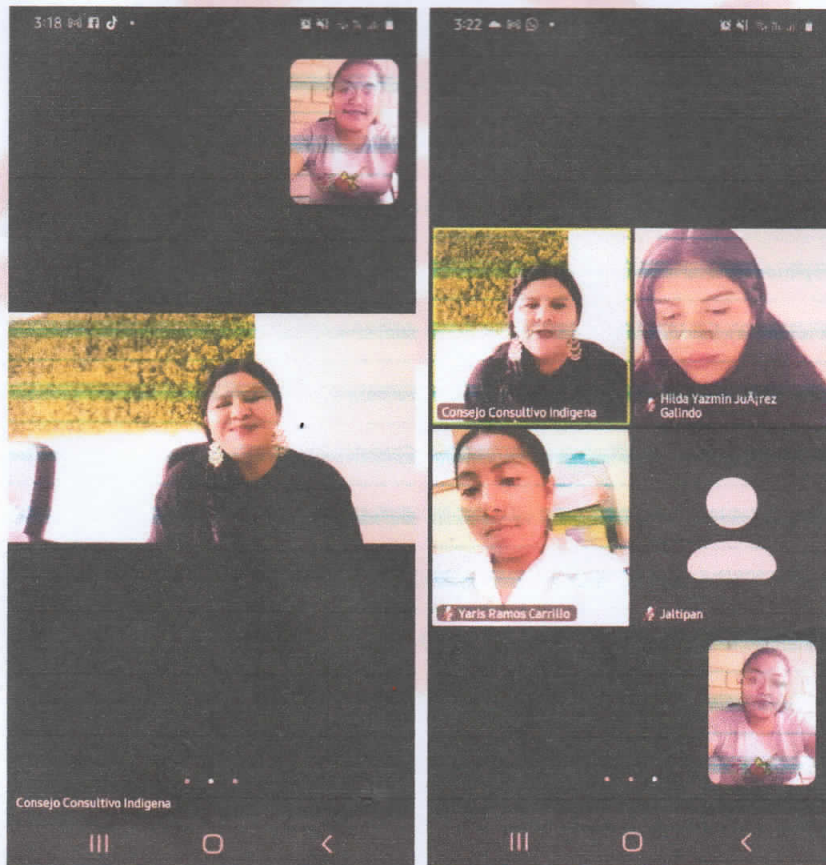 3:18
Consejo Consultivo Indigena
3:22
Consejo Consultivo Indigena
Hilda Yazmin JuÃ¡rez
Galindo
Yaris Ramos Carrillo
Jaltipan